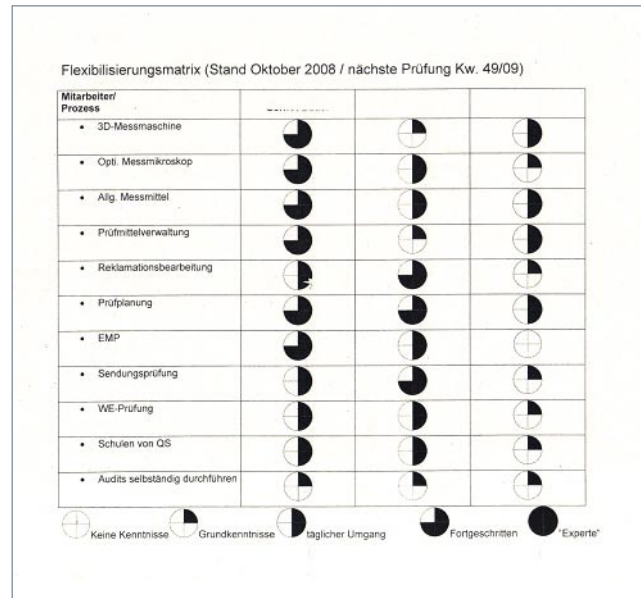 Flexibilisierungsmatrix (Stand Oktober 2008 / nächste Prüfung Kw. 49/09)
Mitarbeiter/
Prozess
• 3D-Messmaschine
• Opti. Messmikroskop
• Allg. Messmittel
• Prüfmittelverwaltung
• Reklamationsbearbeitung
• Prüfplanung
• EMP
• Sendungsprüfung
• WE-Prüfung
• Schulen von QS
• Audits selbständig durchführen
Keine Kenntnisse Grundkenntnisse täglicher Umgang Fortgeschritten "Experte"